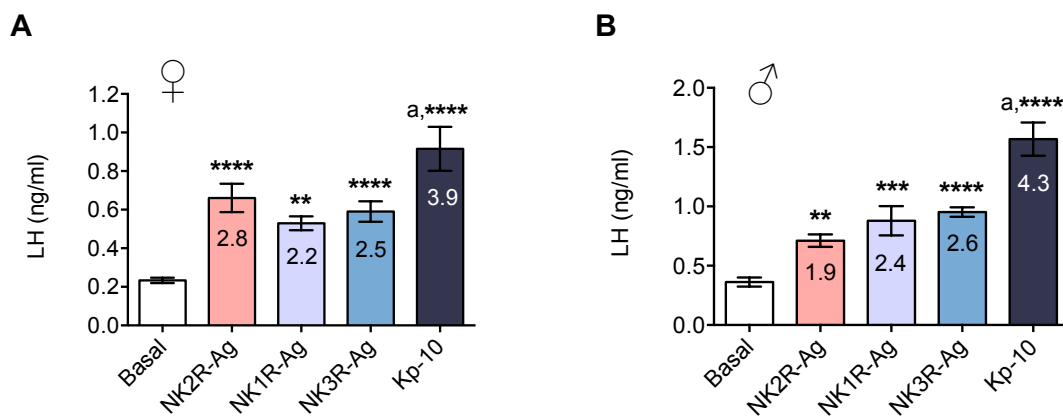 A
♀
LH (ng/ml)
1.2
1.0
0.8
0.6
0.4
0.2
0.0
****
**
****
a,****
2.8
2.2
2.5
3.9
Basal
NK2R-Ag
NK1R-Ag
NK3R-Ag
Kp-10
B
♂
LH (ng/ml)
2.0
1.5
1.0
0.5
0.0
**
***
****
a,****
1.9
2.4
2.6
4.3
Basal
NK2R-Ag
NK1R-Ag
NK3R-Ag
Kp-10